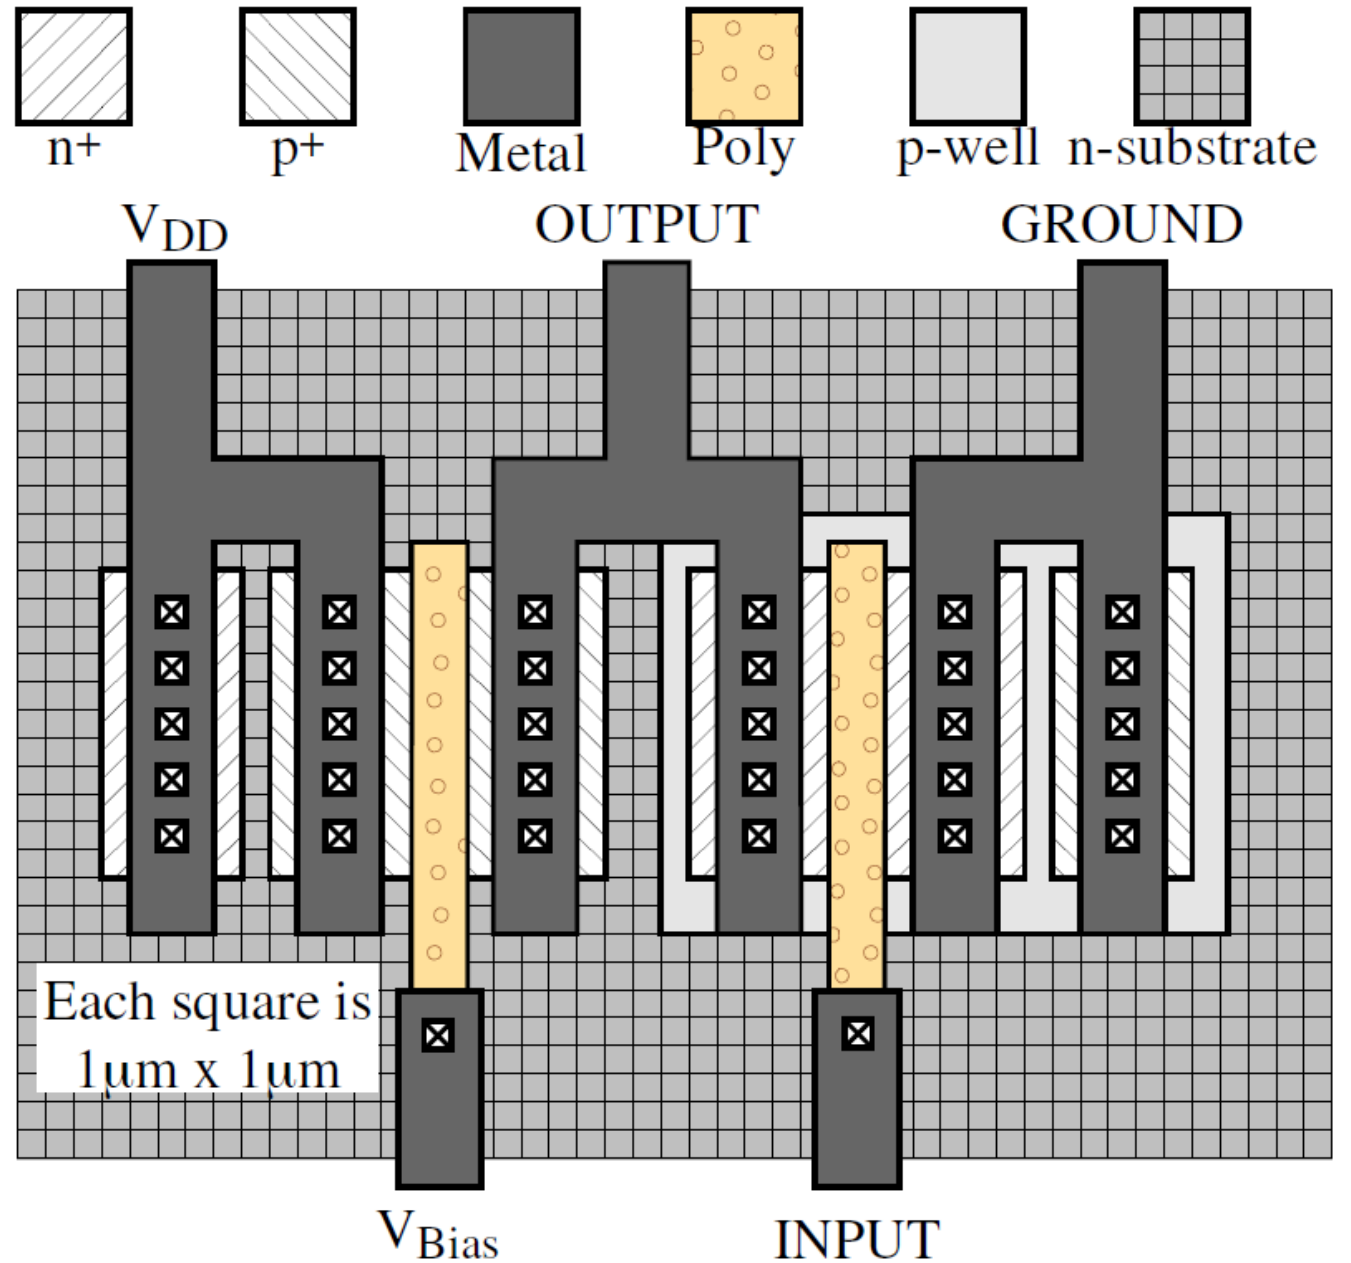 n+ p+ Metal Poly p-well n-substrate
VDD OUTPUT GROUND
Each square is
1μm x 1μm
VBias INPUT